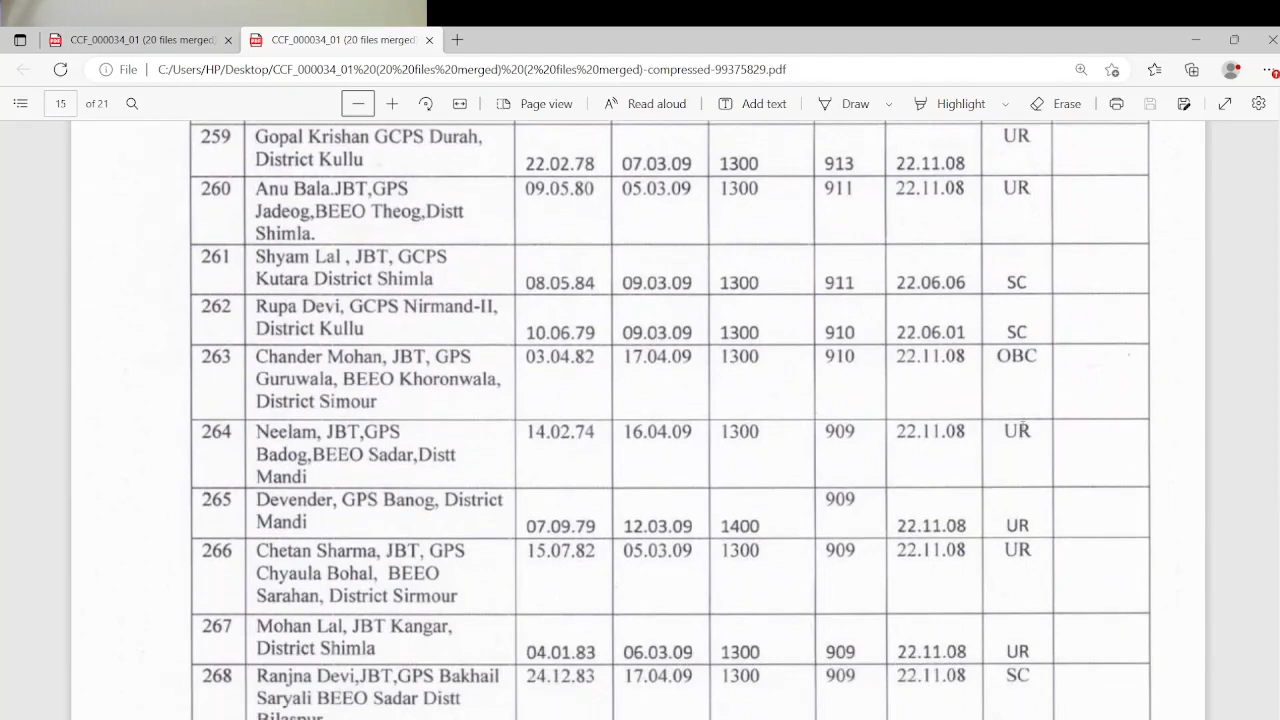 CCF_000034_01 (20 files merged)
CCF_000034_01 (20 files merged)
File C:/Users/HP/Desktop/CCF_000034_01%20(20%20files%20merged)%20(2%20files%20merged)-compressed-99375829.pdf
15 of 21 Page view Read aloud Add text Draw Highlight Erase
259 Gopal Krishan GCPS Durah, UR
District Kullu 22.02.78 07.03.09 1300 913 22.11.08
260 Anu Bala.JBT,GPS 09.05.80 05.03.09 1300 911 22.11.08 UR
Jadeog,BEEO Theog,Distt
Shimla.
261 Shyam Lal , JBT, GCPS
Kutara District Shimla 08.05.84 09.03.09 1300 911 22.06.06 SC
262 Rupa Devi, GCPS Nirmand-II,
District Kullu 10.06.79 09.03.09 1300 910 22.06.01 SC
263 Chander Mohan, JBT, GPS 03.04.82 17.04.09 1300 910 22.11.08 OBC
Guruwala, BEEO Khoronwala,
District Simour
264 Neelam, JBT,GPS 14.02.74 16.04.09 1300 909 22.11.08 UR
Badog,BEEO Sadar,Distt
Mandi
265 Devender, GPS Banog, District 909
Mandi 07.09.79 12.03.09 1400 22.11.08 UR
266 Chetan Sharma, JBT, GPS 15.07.82 05.03.09 1300 909 22.11.08 UR
Chyaula Bohal, BEEO
Sarahan, District Sirmour
267 Mohan Lal, JBT Kangar,
District Shimla 04.01.83 06.03.09 1300 909 22.11.08 UR
268 Ranjna Devi,JBT,GPS Bakhail 24.12.83 17.04.09 1300 909 22.11.08 SC
Saryali BEEO Sadar Distt
Bilaspur